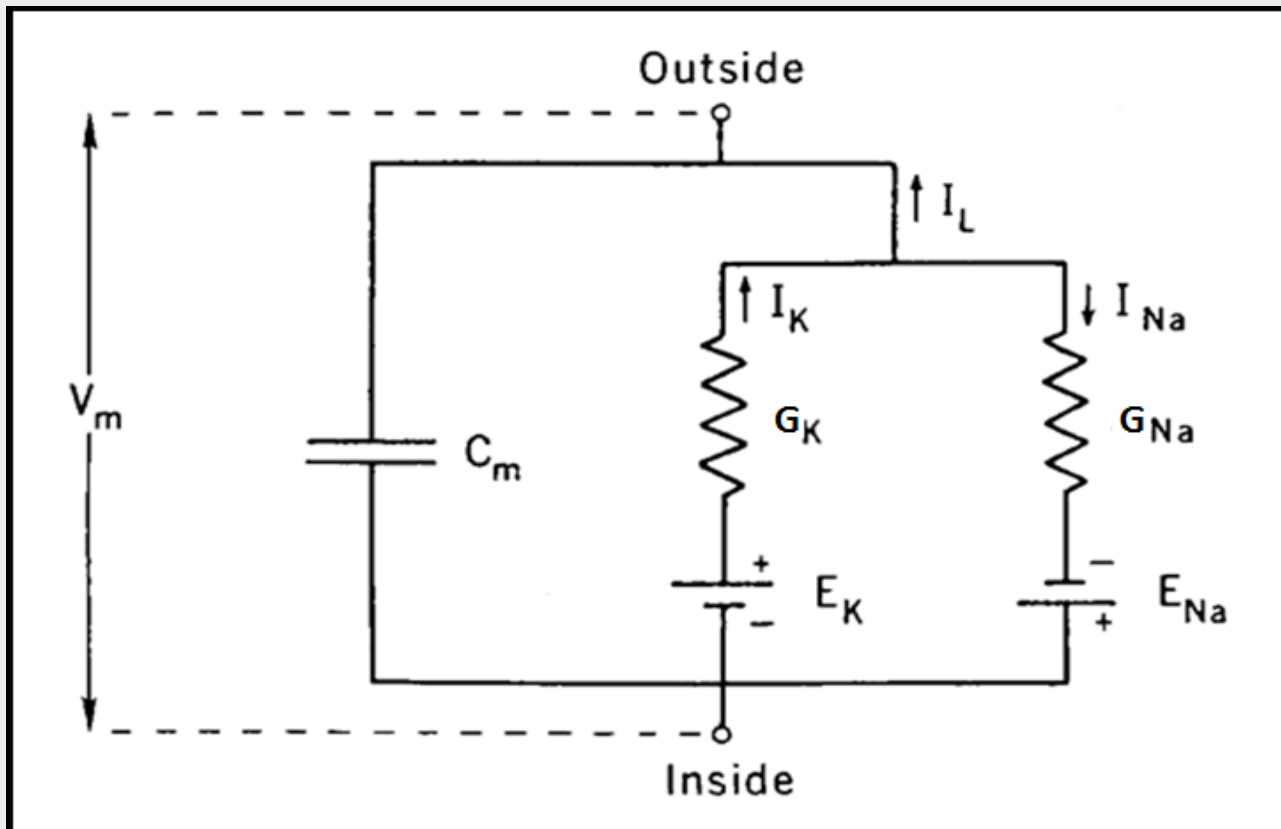 Outside
I_L
I_K
I_Na
V_m
G_K
G_Na
C_m
+
−
E_K
E_Na
−
+
Inside